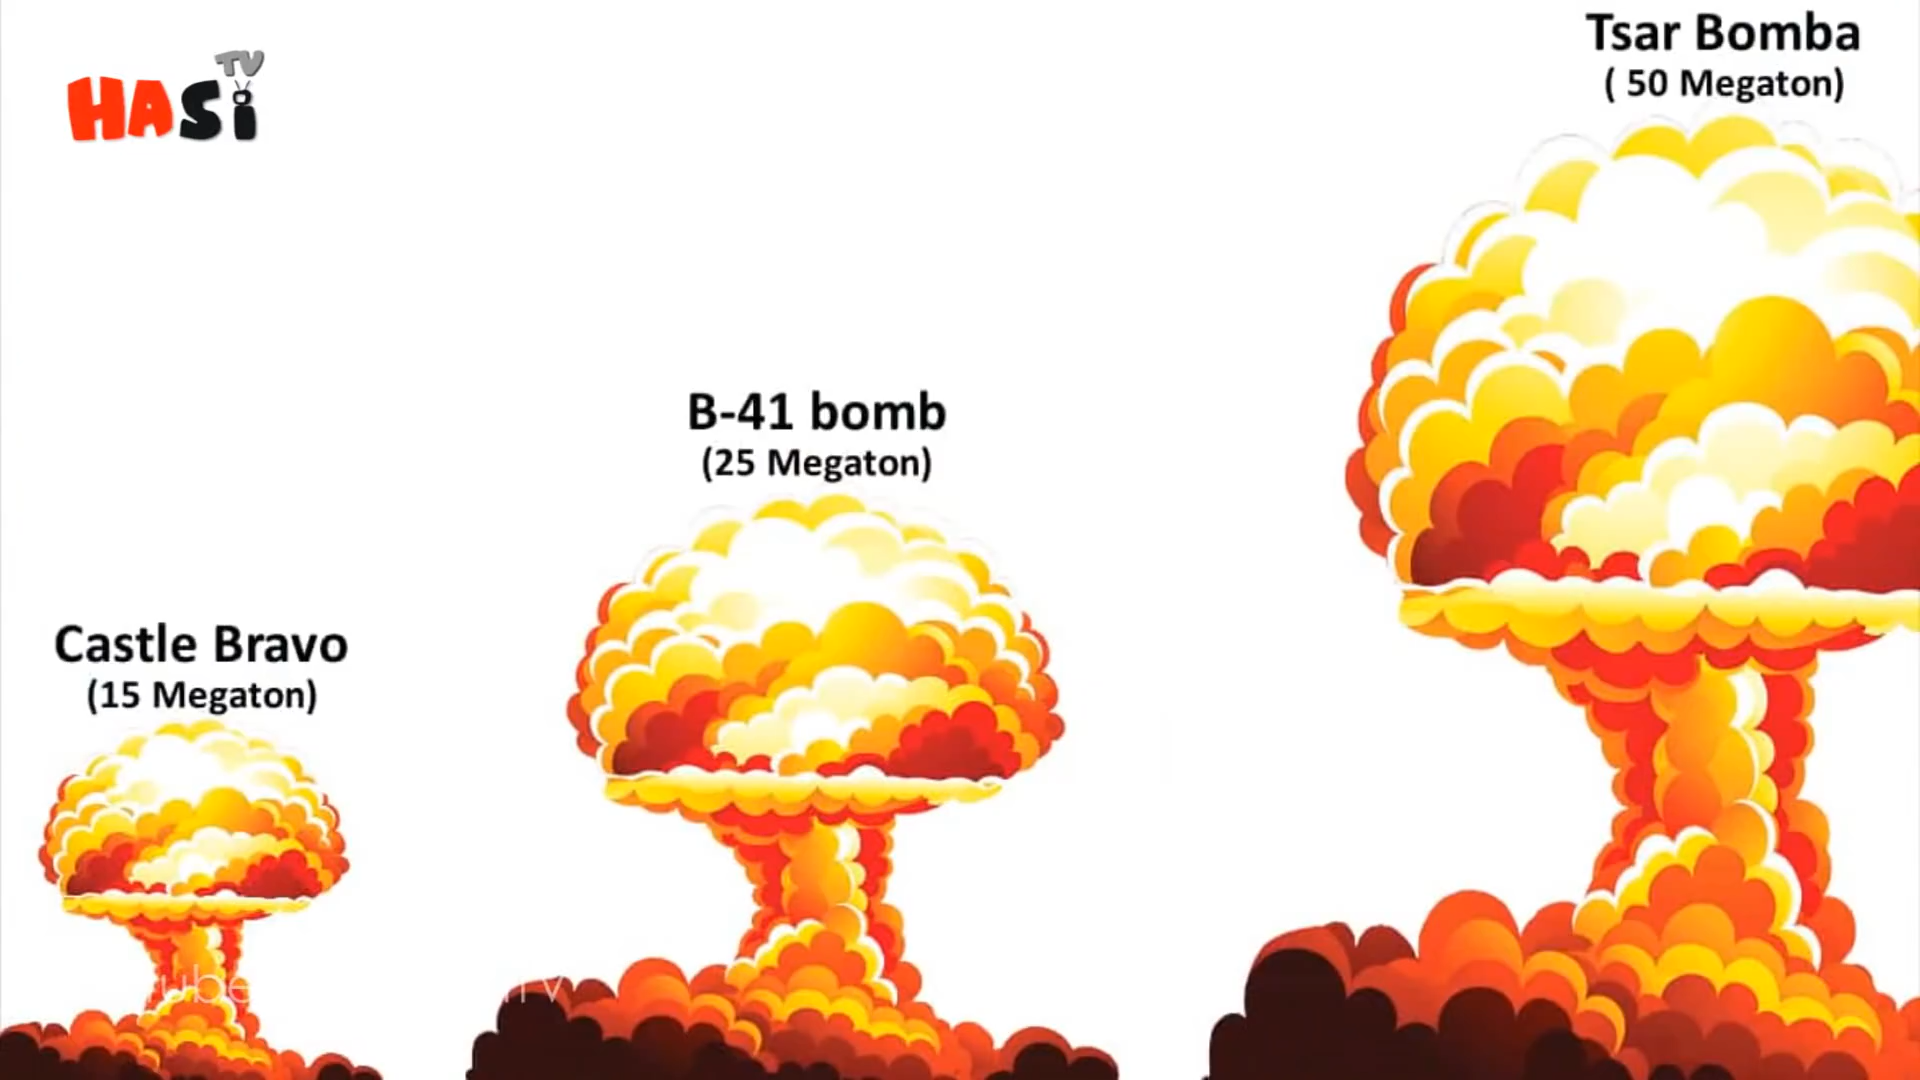 HASi TV
Tsar Bomba
( 50 Megaton)
B-41 bomb
(25 Megaton)
Castle Bravo
(15 Megaton)